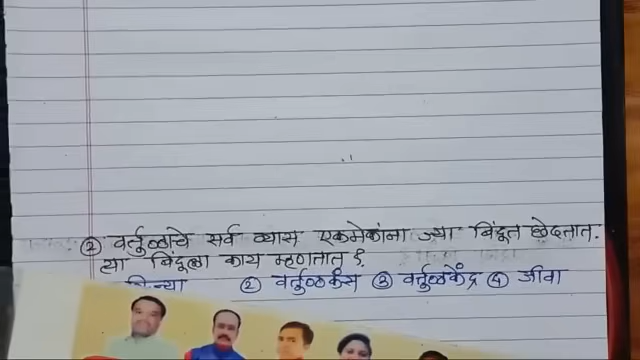 ② वर्तुळाचे सर्व व्यास एकमेकांना ज्या बिंदूत छेदतात.
त्या बिंदूला काय म्हणतात ?
② वर्तुळकंस ③ वर्तुळकेंद्र ④ जीवा